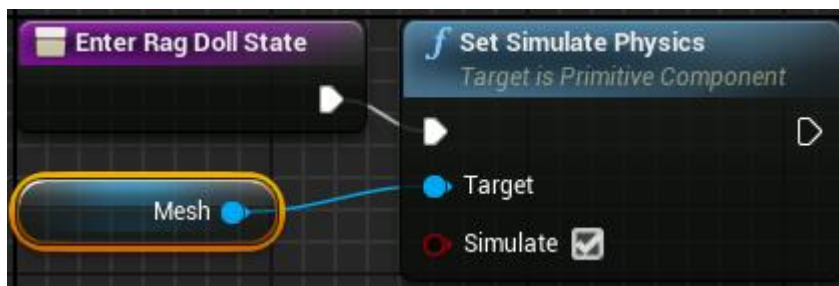 Enter Rag Doll State
f Set Simulate Physics
Target is Primitive Component
Mesh
Target
Simulate